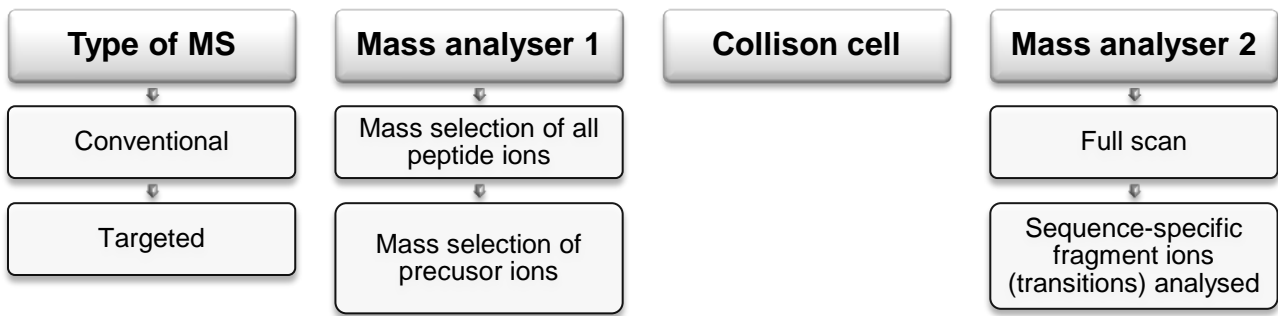 Type of MS
Mass analyser 1
Collison cell
Mass analyser 2
Conventional
Mass selection of all
peptide ions
Full scan
Targeted
Mass selection of
precusor ions
Sequence-specific
fragment ions
(transitions) analysed